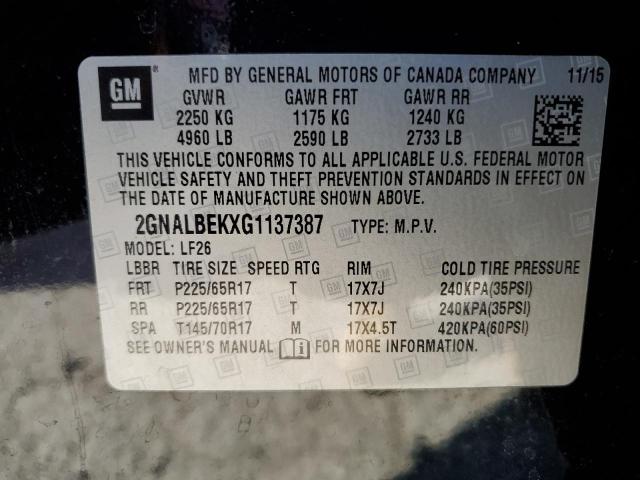 GM ® MFD BY GENERAL MOTORS OF CANADA COMPANY 11/15
GVWR GAWR FRT GAWR RR
2250 KG 1175 KG 1240 KG
4960 LB 2590 LB 2733 LB
THIS VEHICLE CONFORMS TO ALL APPLICABLE U.S. FEDERAL MOTOR
VEHICLE SAFETY AND THEFT PREVENTION STANDARDS IN EFFECT ON
THE DATE OF MANUFACTURE SHOWN ABOVE.
2GNALBEKXG1137387 TYPE: M.P.V.
MODEL: LF26
LBBR TIRE SIZE SPEED RTG RIM COLD TIRE PRESSURE
FRT P225/65R17 T 17X7J 240KPA(35PSI)
RR P225/65R17 T 17X7J 240KPA(35PSI)
SPA T145/70R17 M 17X4.5T 420KPA(60PSI)
SEE OWNER'S MANUAL FOR MORE INFORMATION.